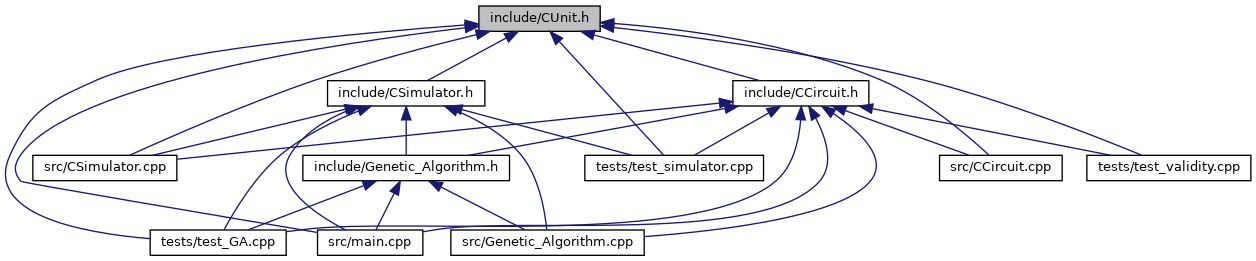 include/CUnit.h
include/CSimulator.h
include/CCircuit.h
src/CSimulator.cpp
include/Genetic_Algorithm.h
tests/test_simulator.cpp
src/CCircuit.cpp
tests/test_validity.cpp
tests/test_GA.cpp
src/main.cpp
src/Genetic_Algorithm.cpp